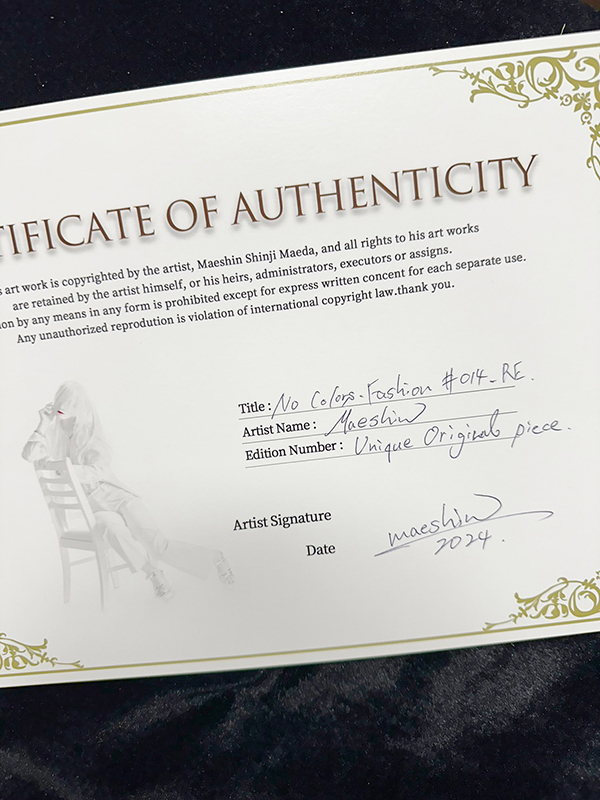 TIFICATE OF AUTHENTICITY
s art work is copyrighted by the artist, Maeshin Shinji Maeda, and all rights to his art works
are retained by the artist himself, or his heirs, administrators, executors or assigns.
on by any means in any form is prohibited except for express written concent for each separate use.
Any unauthorized reprodution is violation of international copyright law.thank you.
Title : No Colors-Fashion #014_RE.
Artist Name : Maeshin
Edition Number : Unique Original piece.
Artist Signature maeshin
Date 2024.